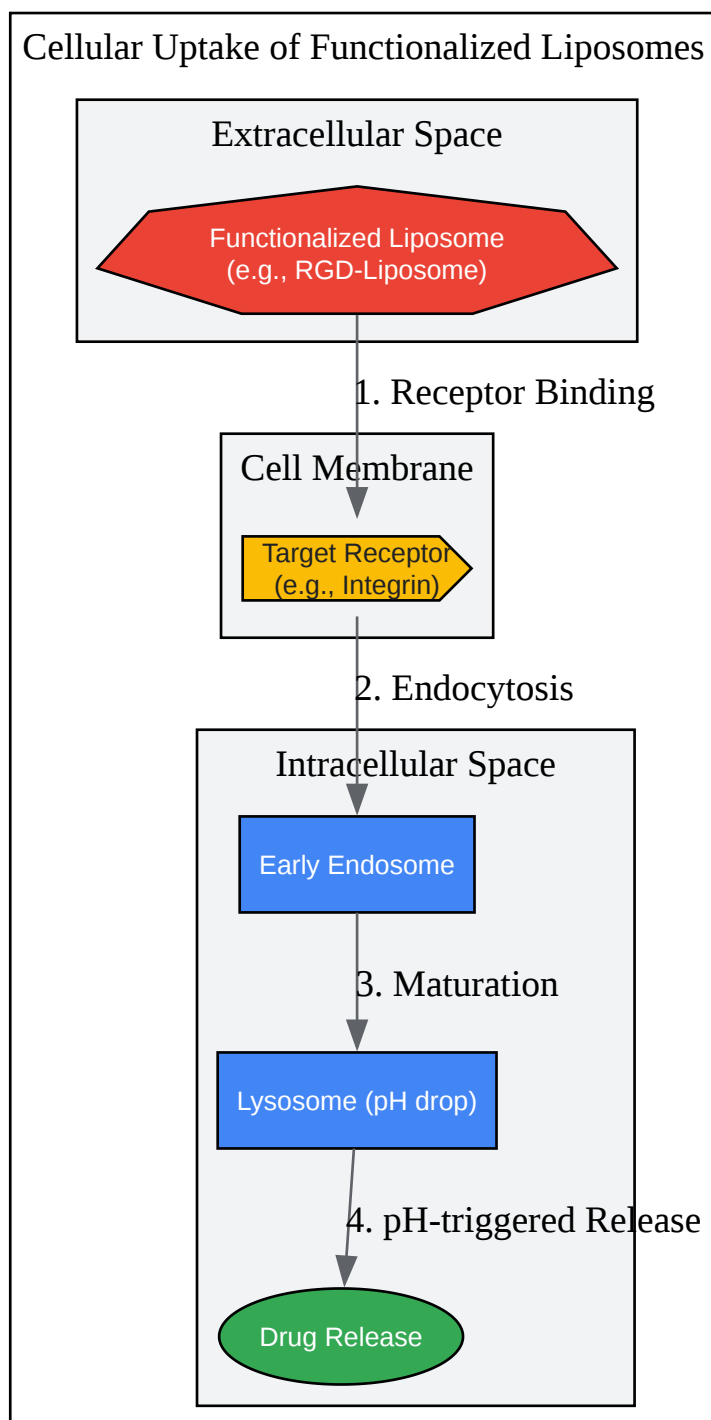 Cellular Uptake of Functionalized Liposomes
Extracellular Space
Functionalized Liposome
(e.g., RGD-Liposome)
1. Receptor Binding
Cell Membrane
Target Receptor
(e.g., Integrin)
2. Endocytosis
Intracellular Space
Early Endosome
3. Maturation
Lysosome (pH drop)
4. pH-triggered Release
Drug Release